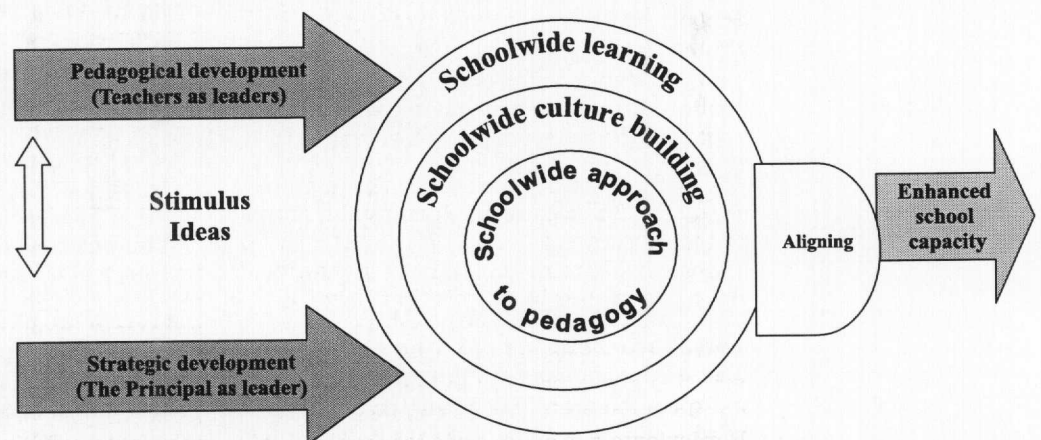 Pedagogical development
(Teachers as leaders)
Stimulus
Ideas
Strategic development
(The Principal as leader)
Schoolwide learning
Schoolwide culture building
Schoolwide approach
to pedagogy
Aligning
Enhanced
school
capacity